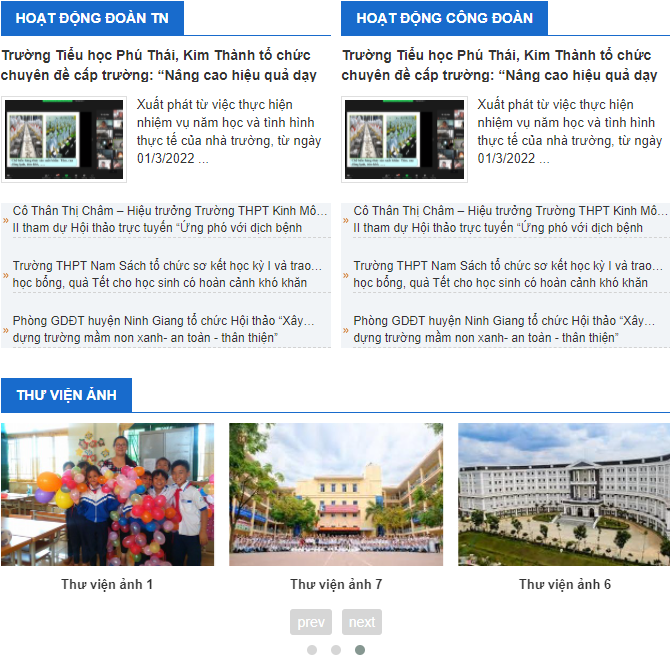 HOẠT ĐỘNG ĐOÀN TN
Trường Tiểu học Phú Thái, Kim Thành tổ chức
chuyên đề cấp trường: “Nâng cao hiệu quả dạy
Xuất phát từ việc thực hiện
nhiệm vụ năm học và tình hình
thực tế của nhà trường, từ ngày
01/3/2022 ...
» Cô Thân Thị Châm – Hiệu trưởng Trường THPT Kinh Mô…
II tham dự Hội thảo trực tuyến “Ứng phó với dịch bệnh
» Trường THPT Nam Sách tổ chức sơ kết học kỳ I và trao…
học bổng, quà Tết cho học sinh có hoàn cảnh khó khăn
» Phòng GDĐT huyện Ninh Giang tổ chức Hội thảo “Xây…
dựng trường mầm non xanh- an toàn - thân thiện”
HOẠT ĐỘNG CÔNG ĐOÀN
Trường Tiểu học Phú Thái, Kim Thành tổ chức
chuyên đề cấp trường: “Nâng cao hiệu quả dạy
Xuất phát từ việc thực hiện
nhiệm vụ năm học và tình hình
thực tế của nhà trường, từ ngày
01/3/2022 ...
» Cô Thân Thị Châm – Hiệu trưởng Trường THPT Kinh Mô…
II tham dự Hội thảo trực tuyến “Ứng phó với dịch bệnh
» Trường THPT Nam Sách tổ chức sơ kết học kỳ I và trao…
học bổng, quà Tết cho học sinh có hoàn cảnh khó khăn
» Phòng GDĐT huyện Ninh Giang tổ chức Hội thảo “Xây…
dựng trường mầm non xanh- an toàn - thân thiện”
THƯ VIỆN ẢNH
Thư viện ảnh 1
Thư viện ảnh 7
Thư viện ảnh 6
prev
next